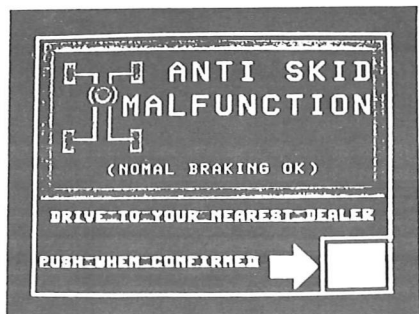 ANTI SKID
MALFUNCTION
(NOMAL BRAKING OK)
DRIVE TO YOUR NEAREST DEALER
PUSH WHEN CONFIRMED